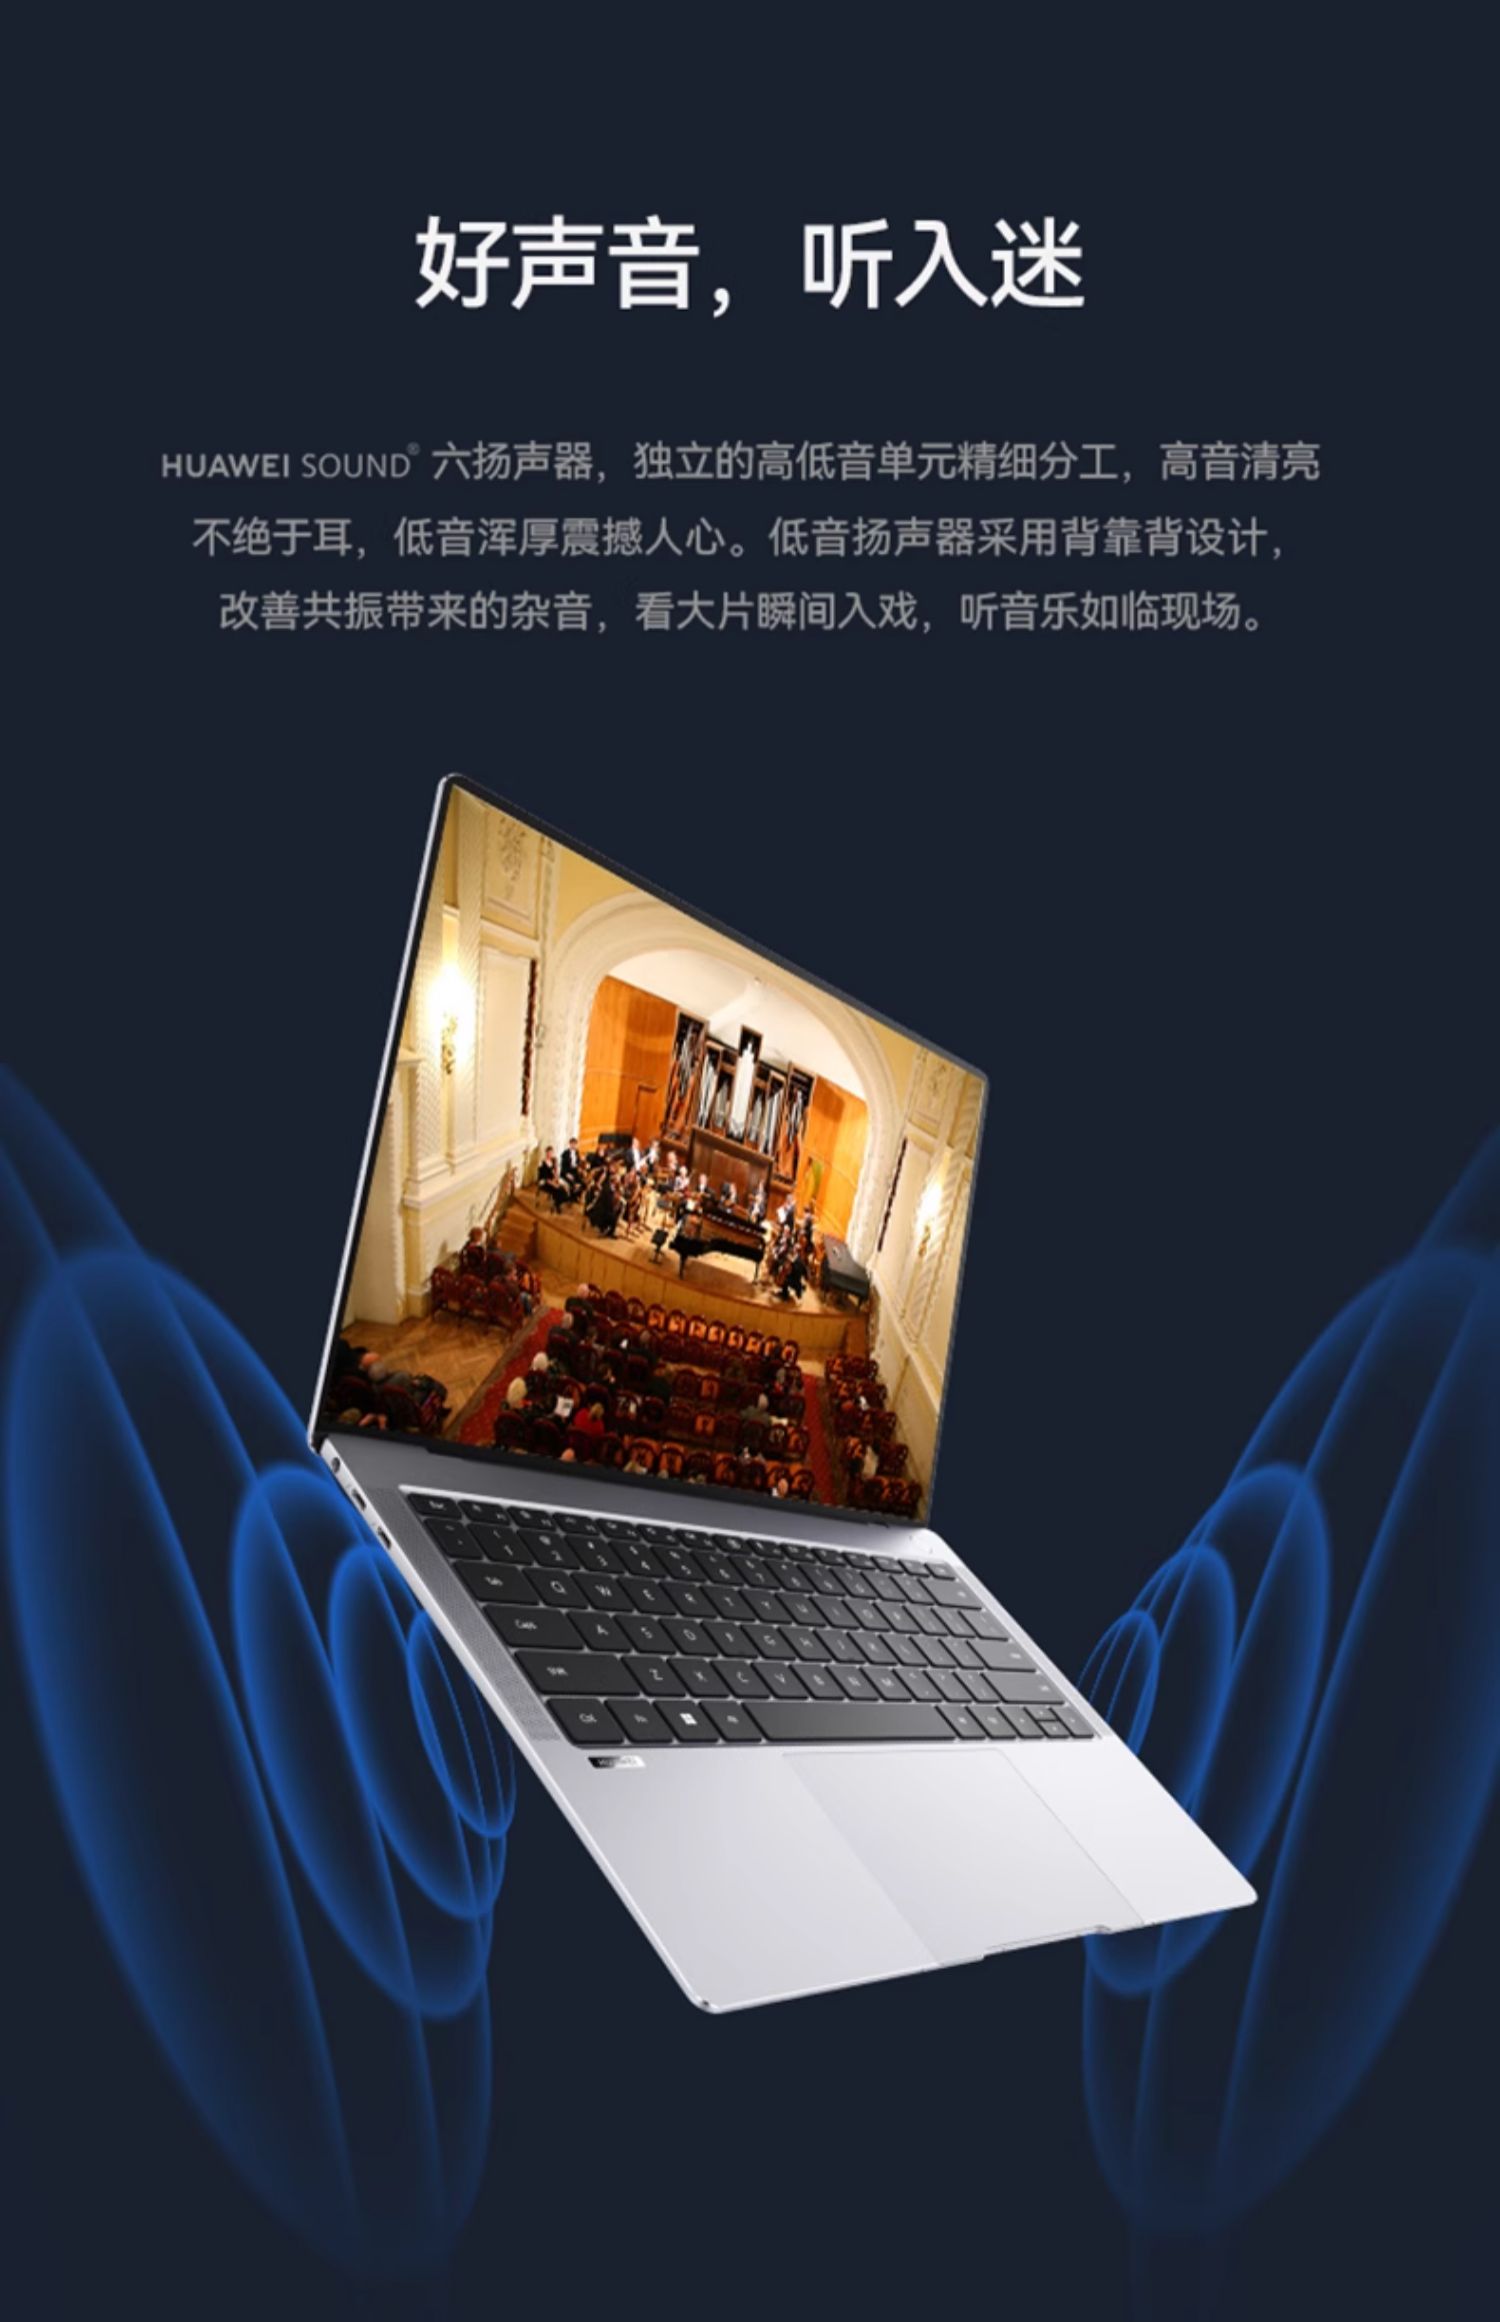 好声音，听入迷
HUAWEI SOUND® 六扬声器，独立的高低音单元精细分工，高音清亮
不绝于耳，低音浑厚震撼人心。低音扬声器采用背靠背设计，
改善共振带来的杂音，看大片瞬间入戏，听音乐如临现场。